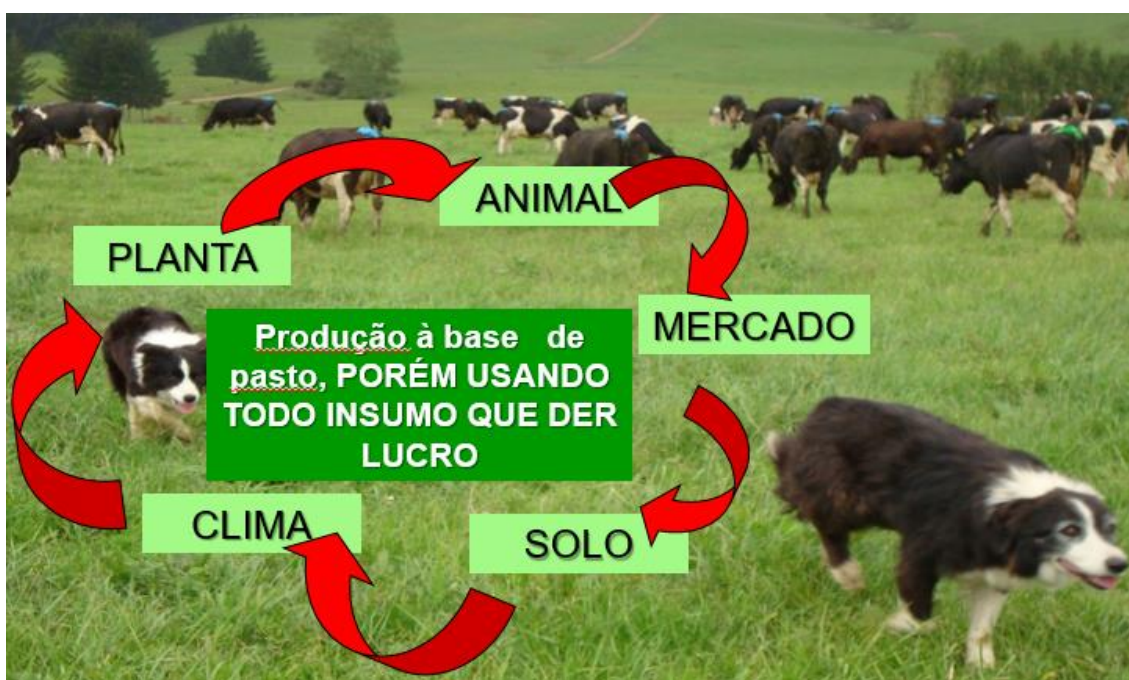 ANIMAL
PLANTA
MERCADO
Produção à base de
pasto, PORÉM USANDO
TODO INSUMO QUE DER
LUCRO
CLIMA
SOLO